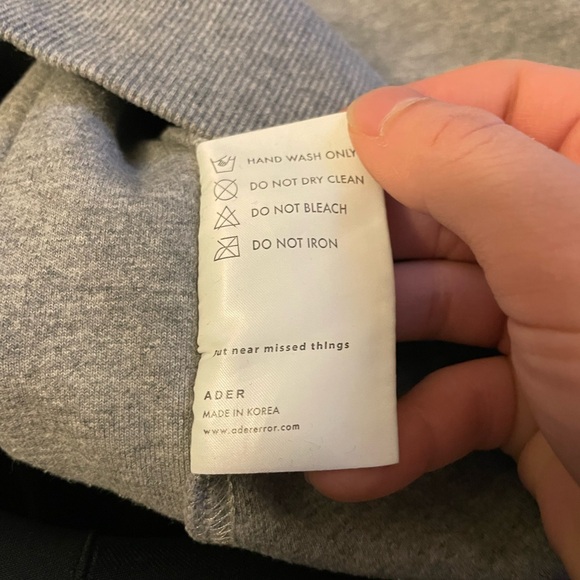 HAND WASH ONLY
DO NOT DRY CLEAN
DO NOT BLEACH
DO NOT IRON
near missed things
ADER
MADE IN KOREA
www.adererror.com